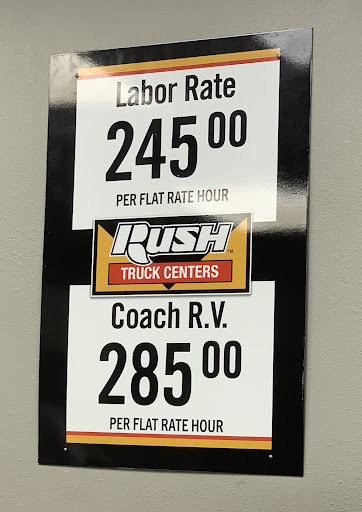 Labor Rate
245 00
PER FLAT RATE HOUR
RUSH
TRUCK CENTERS
Coach R.V.
285 00
PER FLAT RATE HOUR